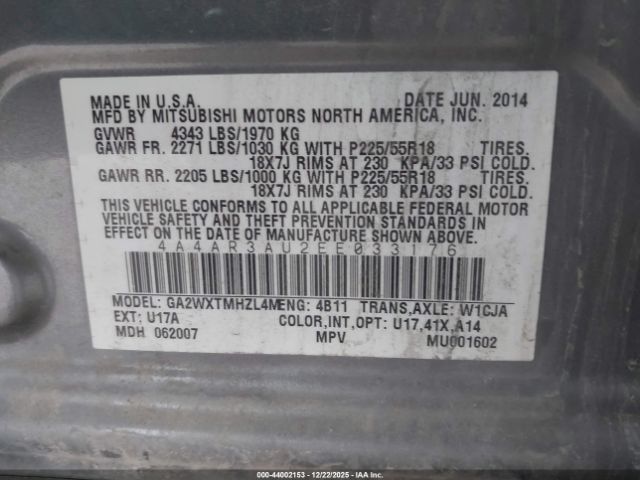 MADE IN U.S.A. DATE JUN. 2014
MFD BY MITSUBISHI MOTORS NORTH AMERICA, INC.
GVWR 4343 LBS/1970 KG
GAWR FR. 2271 LBS/1030 KG WITH P225/55R18 TIRES.
18X7J RIMS AT 230 KPA/33 PSI COLD.
GAWR RR. 2205 LBS/1000 KG WITH P225/55R18 TIRES.
18X7J RIMS AT 230 KPA/33 PSI COLD.
THIS VEHICLE CONFORMS TO ALL APPLICABLE FEDERAL MOTOR
VEHICLE SAFETY AND THEFT PREVENTION STANDARDS IN
EFFECT ON THE DATE OF MANUFACTURE SHOWN ABOVE.
4A4AR3AU2EE033176
MODEL: GA2WXTMHZL4M ENG: 4B11 TRANS,AXLE: W1CJA
EXT: U17A COLOR,INT,OPT: U17,41X,A14
MDH 062007 MPV MU001602
000-44002153 - 12/22/2025 - IAA Inc.